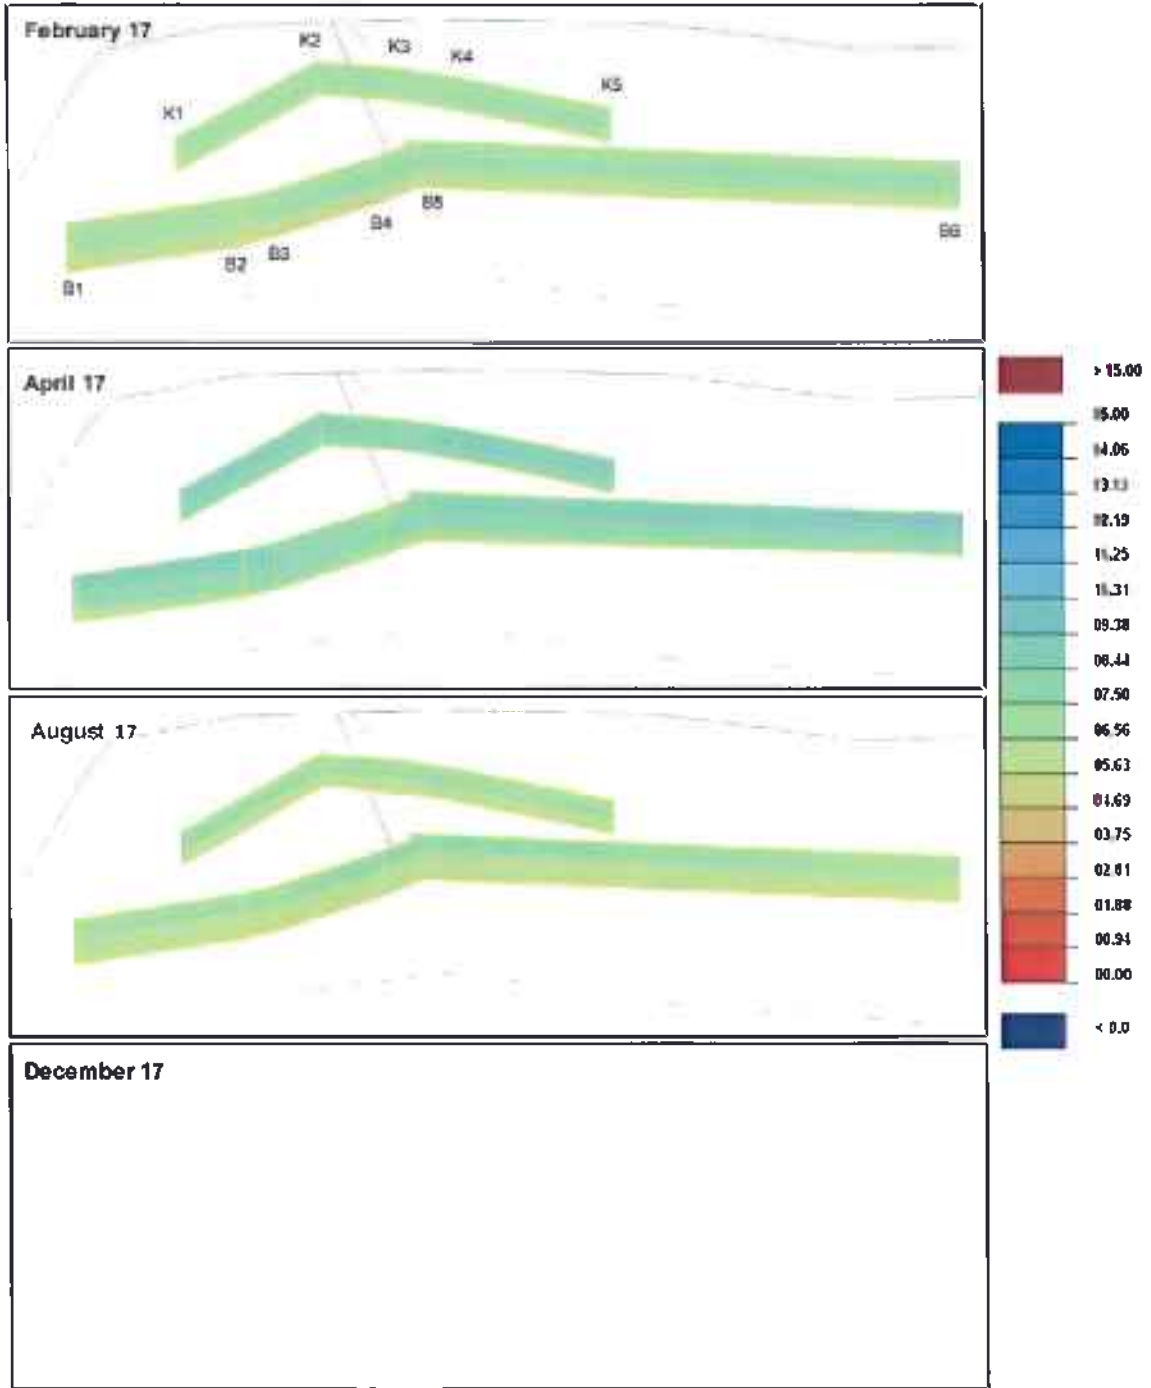 February 17
K1
K2
K3
K4
K5
B1
B2
B3
B4
B5
B6
April 17
August 17
December 17
> 15.00
15.00
14.06
13.13
12.19
11.25
11.31
09.38
08.44
07.50
06.56
05.63
04.69
03.75
02.81
01.88
00.94
00.00
< 0.0